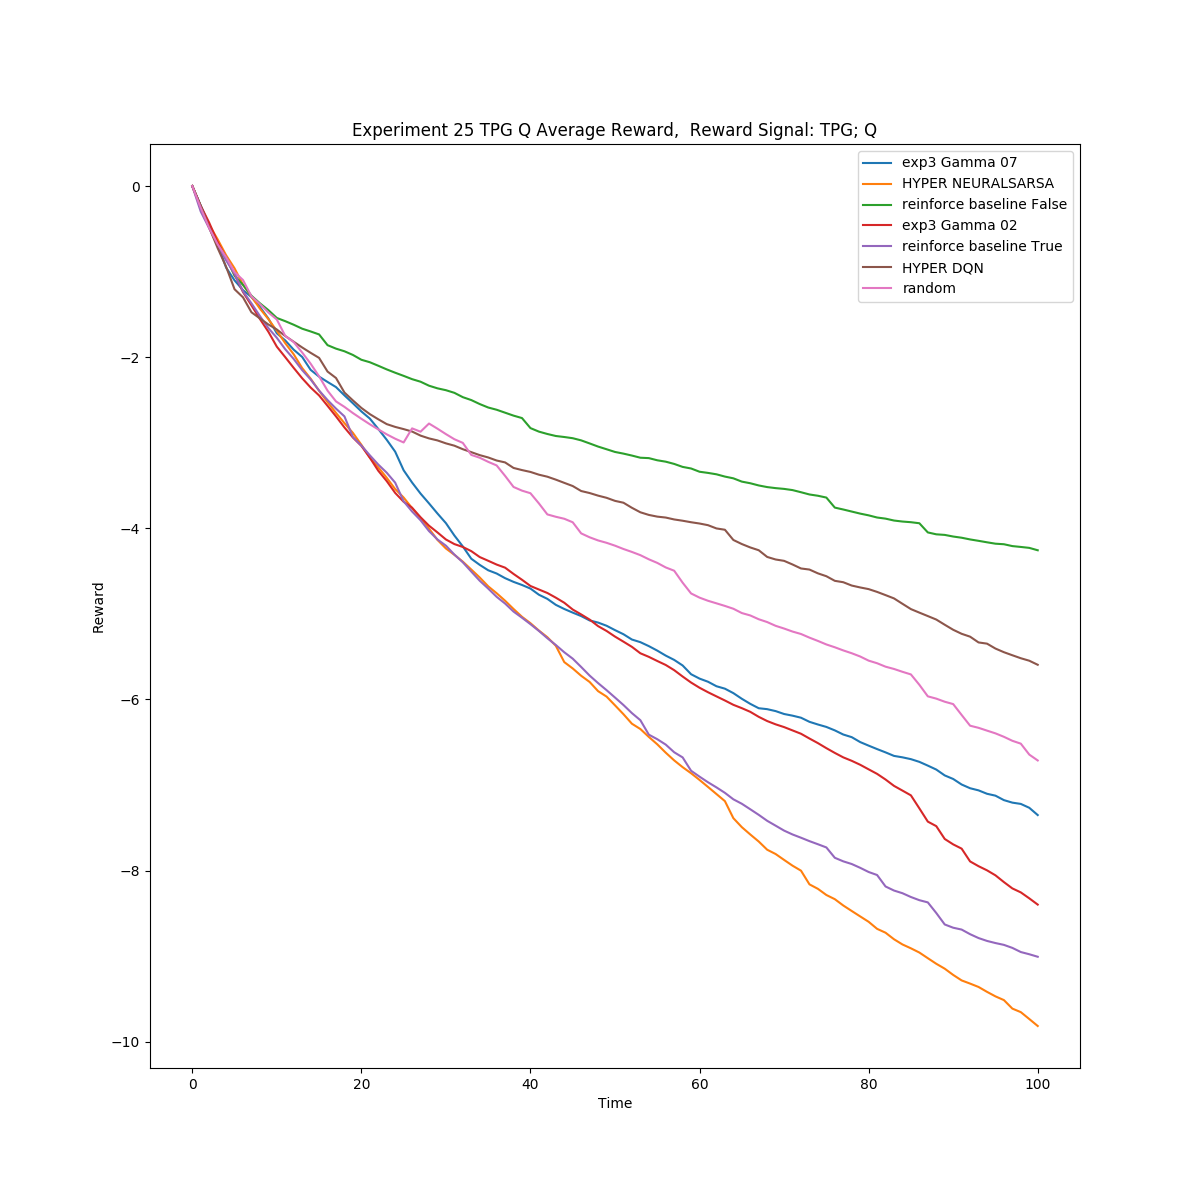 Experiment 25 TPG Q Average Reward,  Reward Signal: TPG; Q
exp3 Gamma 07
HYPER NEURALSARSA
reinforce baseline False
exp3 Gamma 02
reinforce baseline True
HYPER DQN
random
0
−2
−4
−6
−8
−10
Reward
0
20
40
60
80
100
Time